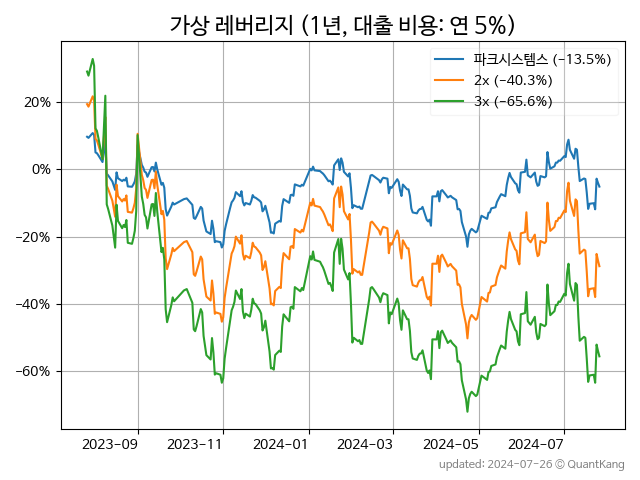 가상 레버리지 (1년, 대출 비용: 연 5%)
파크시스템스 (−13.5%)
2x (−40.3%)
3x (−65.6%)
20%
0%
−20%
−40%
−60%
2023−09 2023−11 2024−01 2024−03 2024−05 2024−07
updated: 2024-07-26 © QuantKang